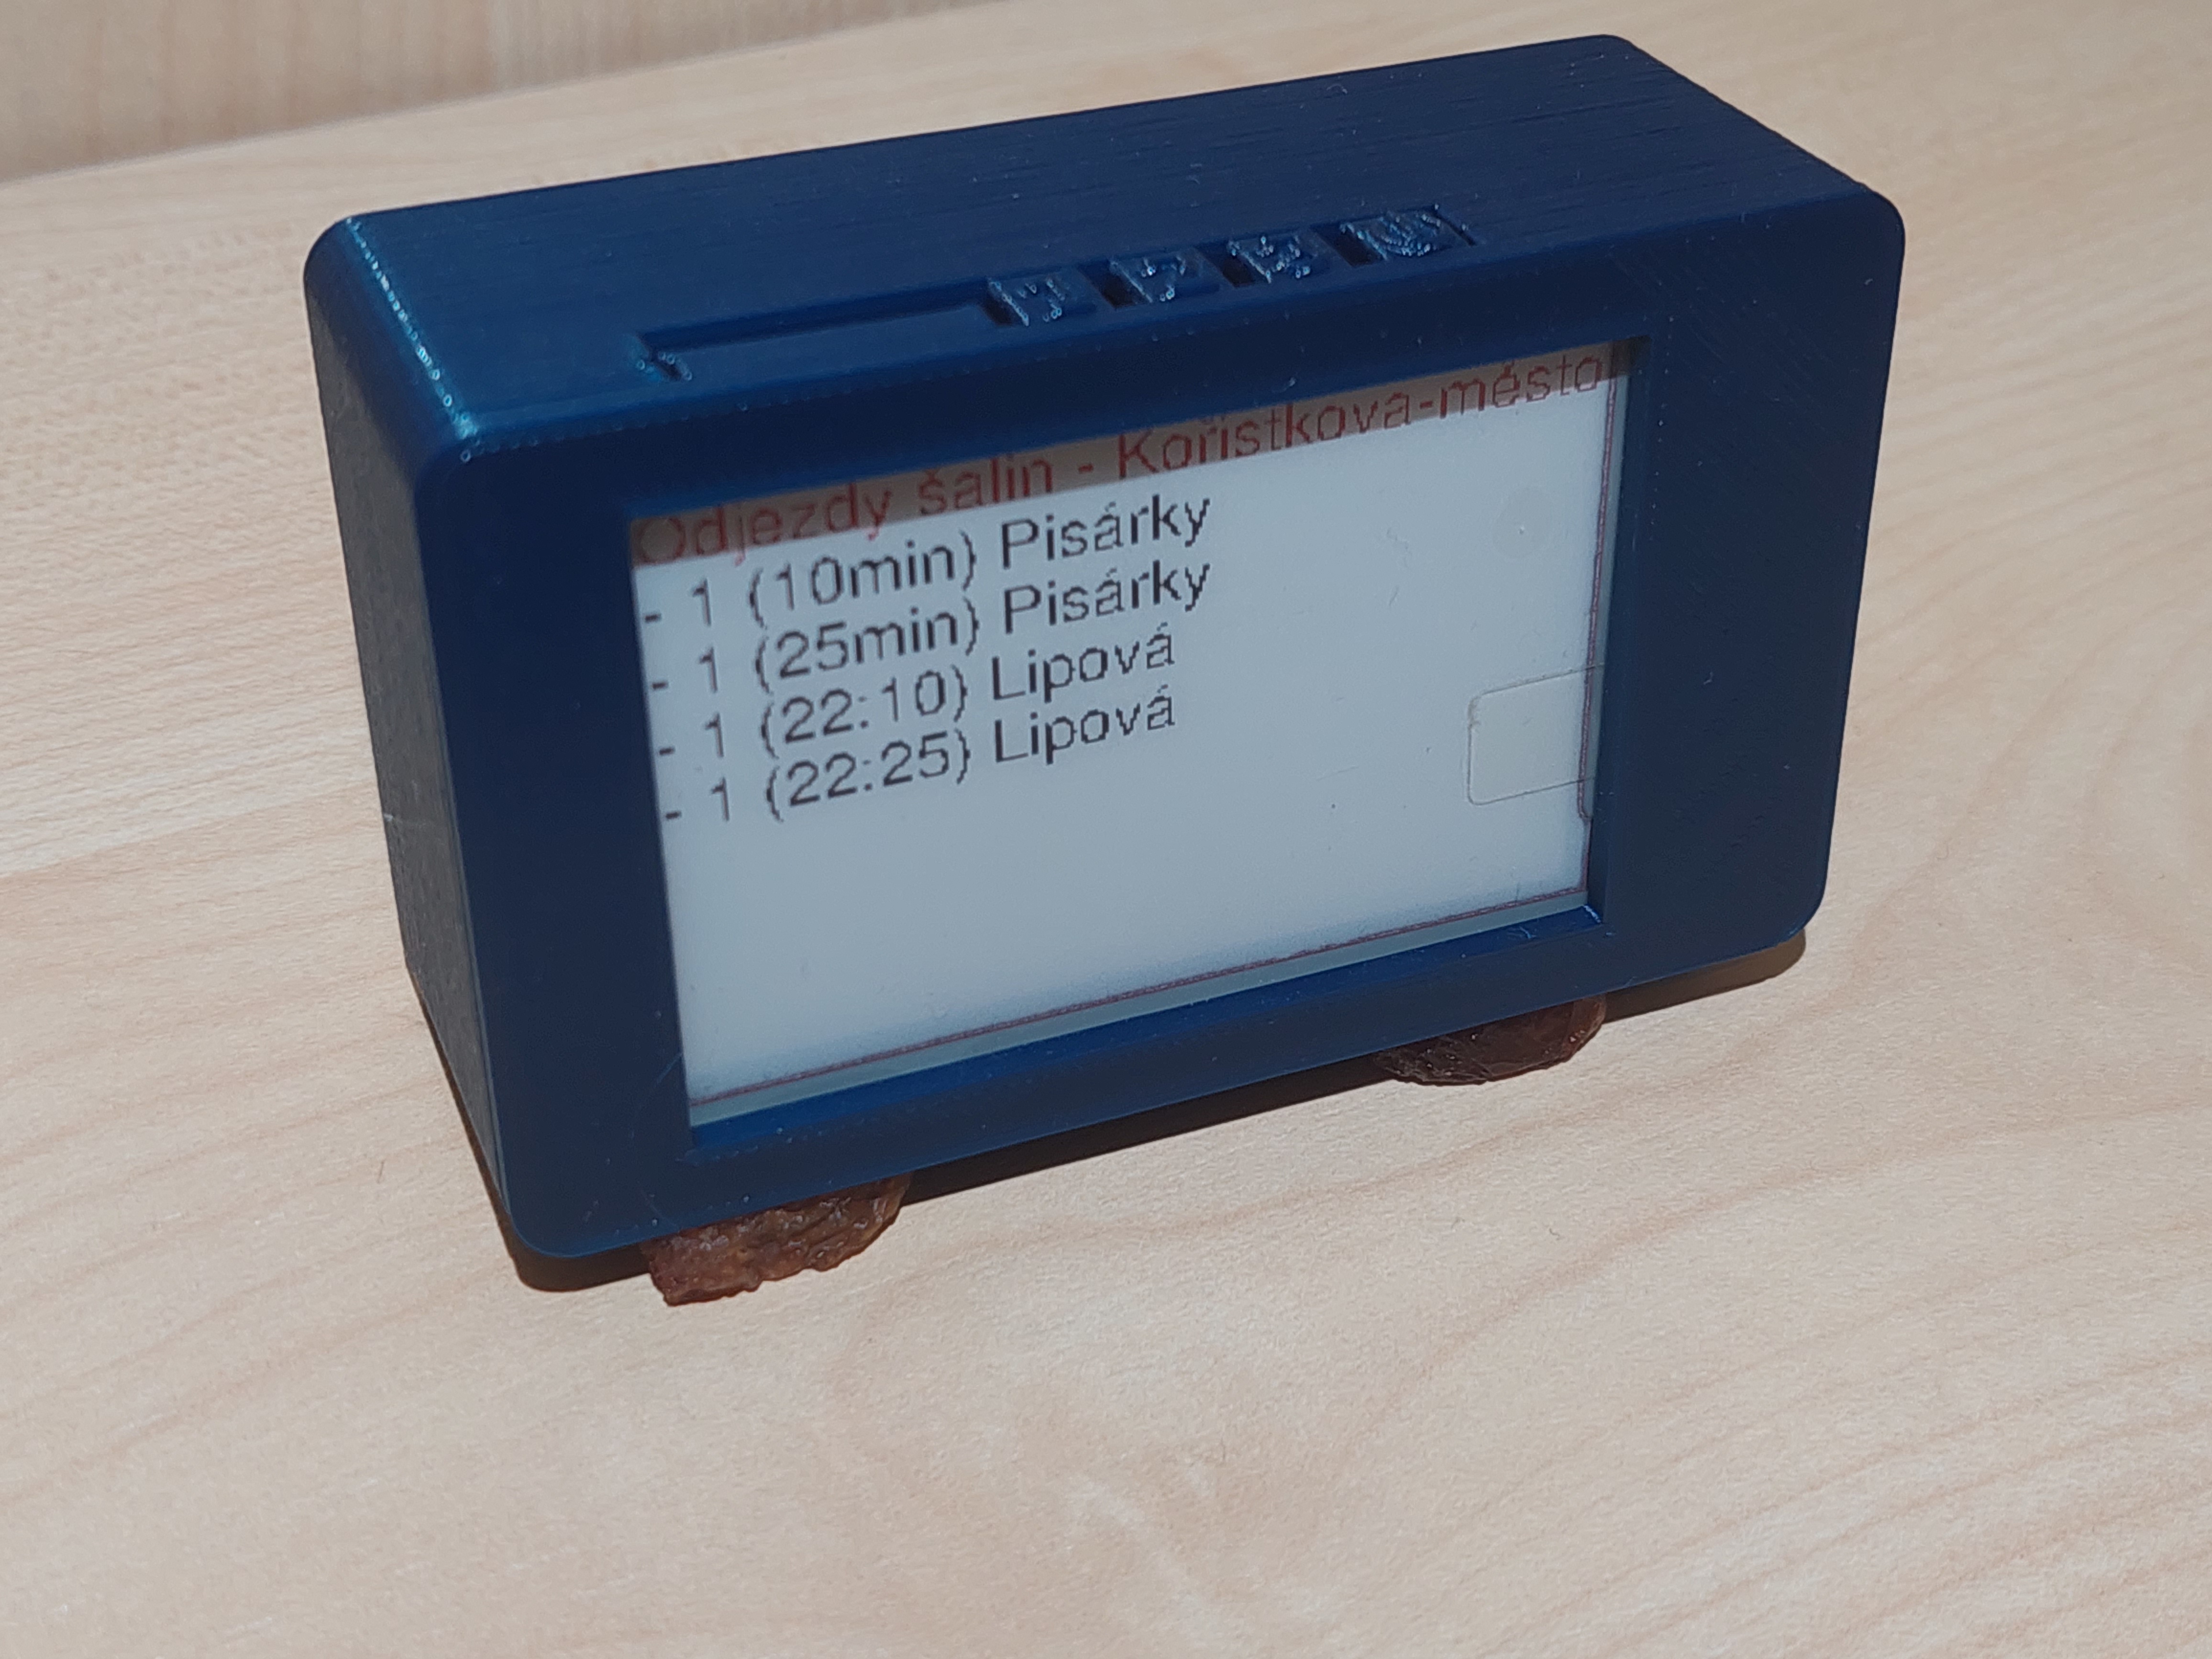 Odjezdy šalin - Kořistkova-město
- 1 (10min) Pisárky
- 1 (25min) Pisárky
- 1 (22:10) Lipová
- 1 (22:25) Lipová